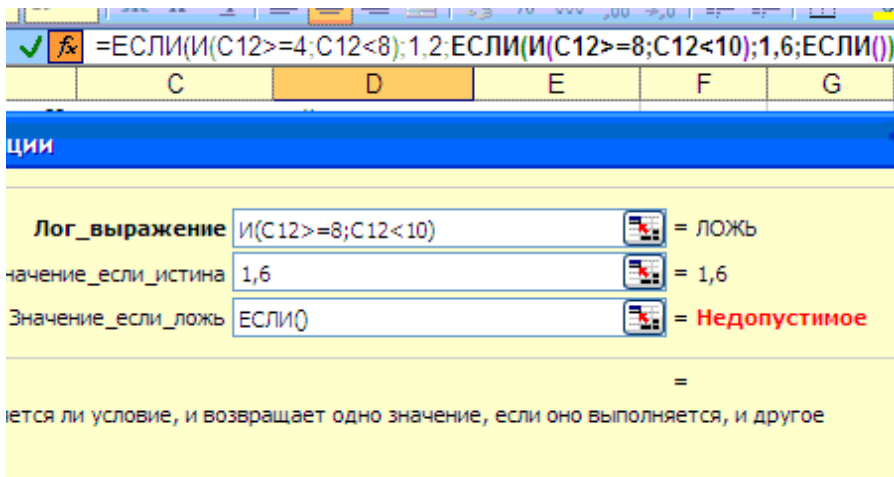 =ЕСЛИ(И(C12>=4;C12<8);1,2;ЕСЛИ(И(C12>=8;C12<10);1,6;ЕСЛИ())
C D E F G
ции
Лог_выражение И(C12>=8;C12<10) = ЛОЖЬ
начение_если_истина 1,6 = 1,6
Значение_если_ложь ЕСЛИ() = Недопустимое
=
яется ли условие, и возвращает одно значение, если оно выполняется, и другое